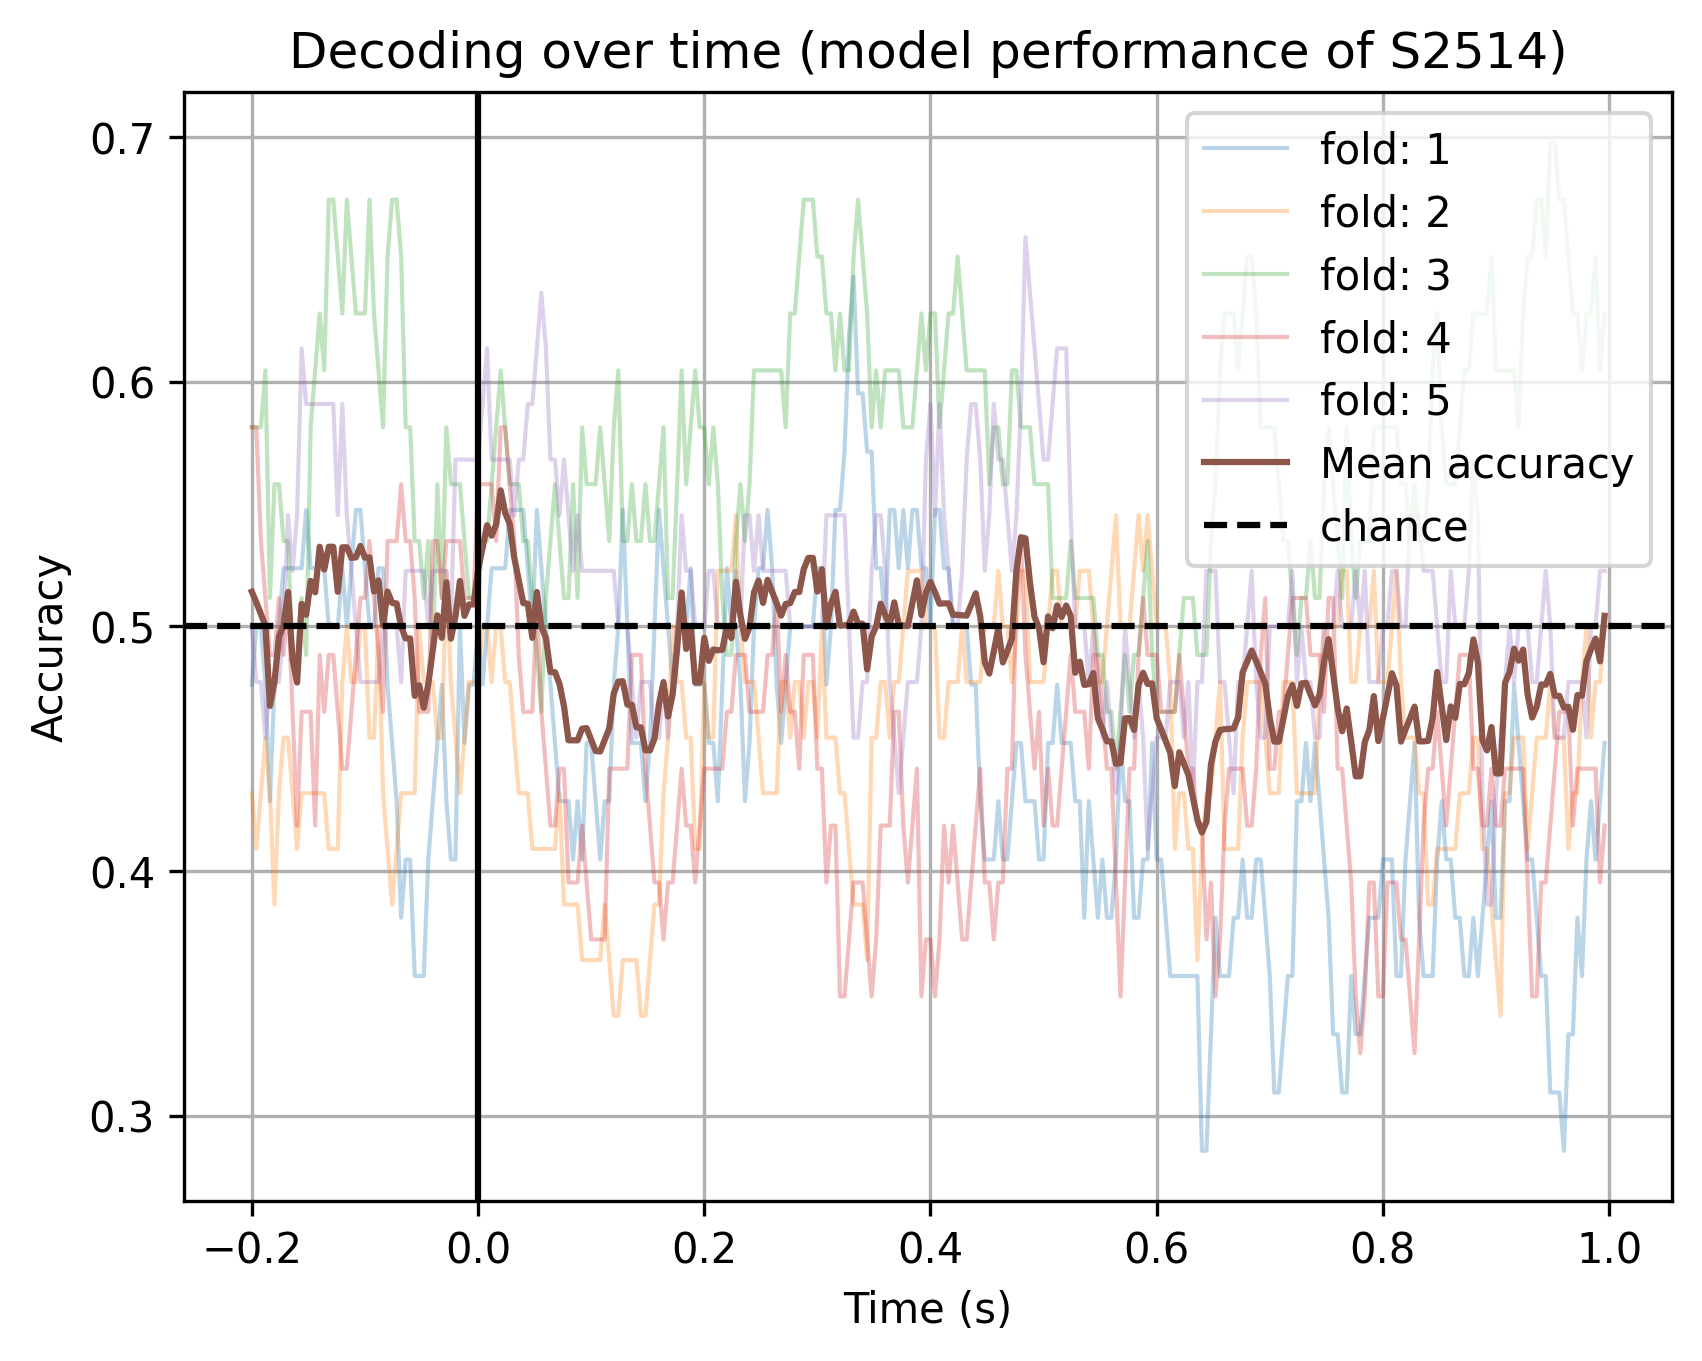 Decoding over time (model performance of S2514)
0.7
0.6
0.5
0.4
0.3
Accuracy
fold: 1
fold: 2
fold: 3
fold: 4
fold: 5
Mean accuracy
chance
−0.2 0.0 0.2 0.4 0.6 0.8 1.0
Time (s)